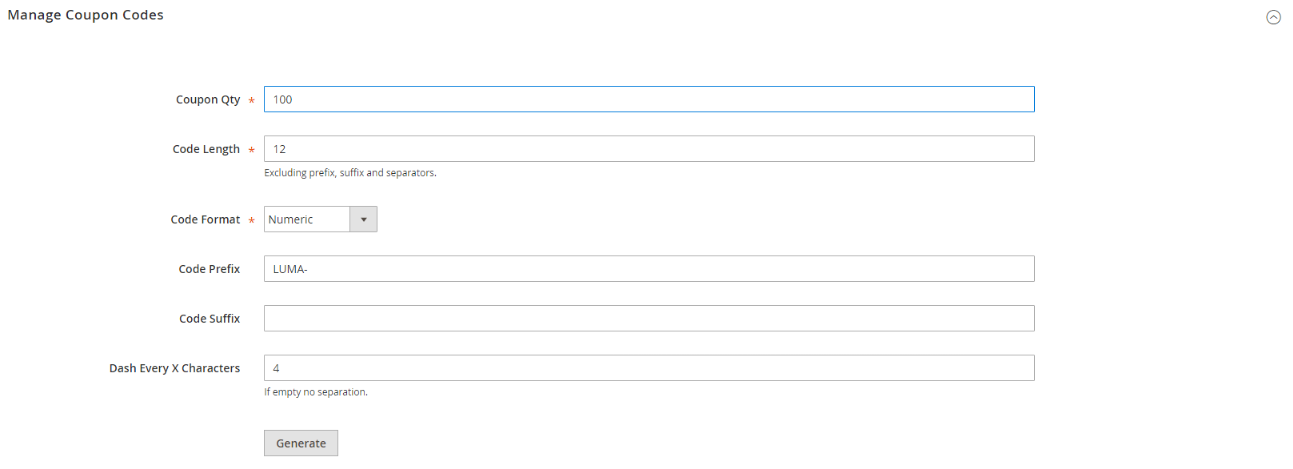 Manage Coupon Codes
Coupon Qty * 100
Code Length * 12
Excluding prefix, suffix and separators.
Code Format * Numeric
Code Prefix LUMA-
Code Suffix
Dash Every X Characters 4
If empty no separation.
Generate